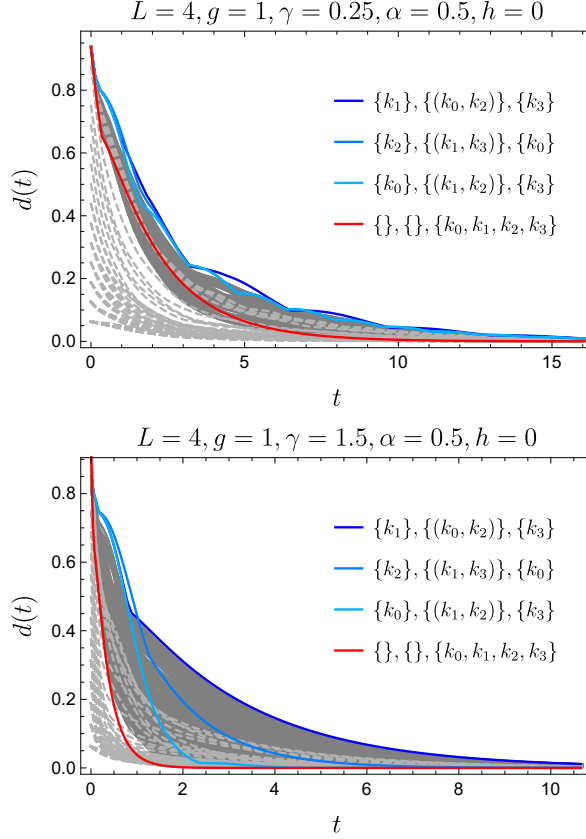 L = 4, g = 1, γ = 0.25, α = 0.5, h = 0
d(t)
0.8
0.6
0.4
0.2
0.0
{k₁}, {(k₀, k₂)}, {k₃}
{k₂}, {(k₁, k₃)}, {k₀}
{k₀}, {(k₁, k₂)}, {k₃}
{}, {}, {k₀, k₁, k₂, k₃}
0 5 10 15
t
L = 4, g = 1, γ = 1.5, α = 0.5, h = 0
d(t)
0.8
0.6
0.4
0.2
0.0
{k₁}, {(k₀, k₂)}, {k₃}
{k₂}, {(k₁, k₃)}, {k₀}
{k₀}, {(k₁, k₂)}, {k₃}
{}, {}, {k₀, k₁, k₂, k₃}
0 2 4 6 8 10
t